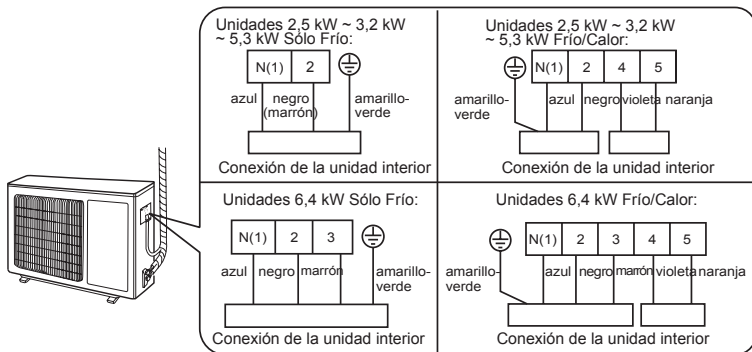 Unidades 2,5 kW ~ 3,2 kW
~ 5,3 kW Sólo Frío:
N(1) 2
azul negro
(marrón)
amarillo-
verde
Conexión de la unidad interior
Unidades 2,5 kW ~ 3,2 kW
~ 5,3 kW Frío/Calor:
N(1) 2 4 5
amarillo-
verde
azul negro violeta naranja
Conexión de la unidad interior
Unidades 6,4 kW Sólo Frío:
N(1) 2 3
azul negro marrón
amarillo-
verde
Conexión de la unidad interior
Unidades 6,4 kW Frío/Calor:
N(1) 2 3 4 5
amarillo-
verde
azul negro marrón violeta naranja
Conexión de la unidad interior